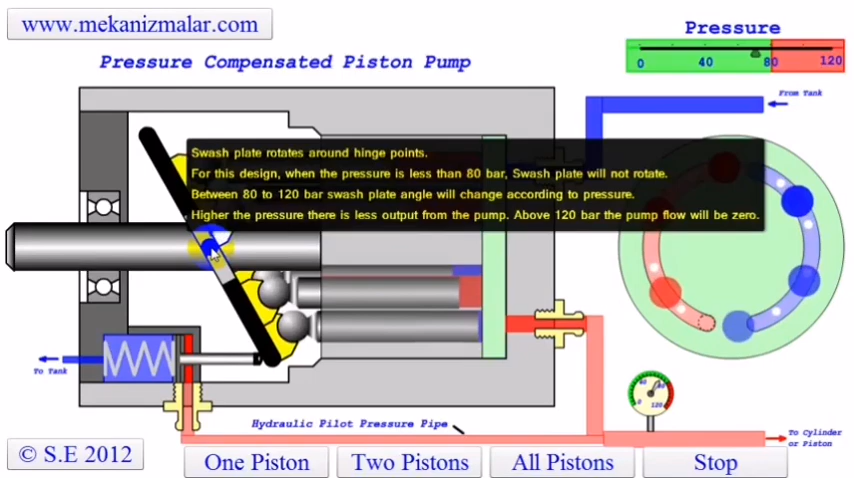 www.mekanizmalar.com
Pressure
Pressure Compensated Piston Pump
0 40 80 120
From Tank
Swash plate rotates around hinge points.
For this design, when the pressure is less than 80 bar, Swash plate will not rotate.
Between 80 to 120 bar swash plate angle will change according to pressure.
Higher the pressure there is less output from the pump. Above 120 bar the pump flow will be zero.
To Tank
0 40 80 120
Hydraulic Pilot Pressure Pipe
To Cylinder
or Piston
© S.E 2012
One Piston
Two Pistons
All Pistons
Stop